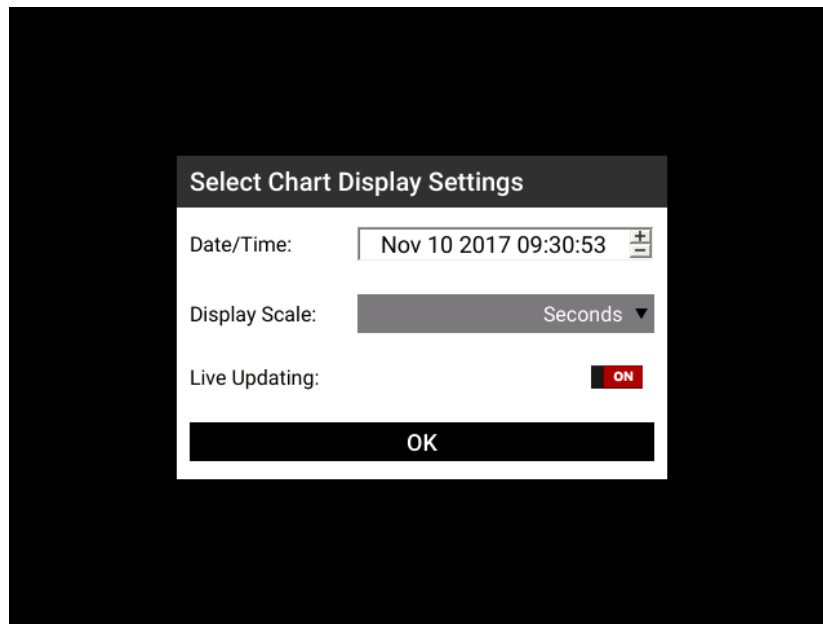 Select Chart Display Settings
Date/Time: Nov 10 2017 09:30:53 + −
Display Scale: Seconds ▼
Live Updating: ON
OK